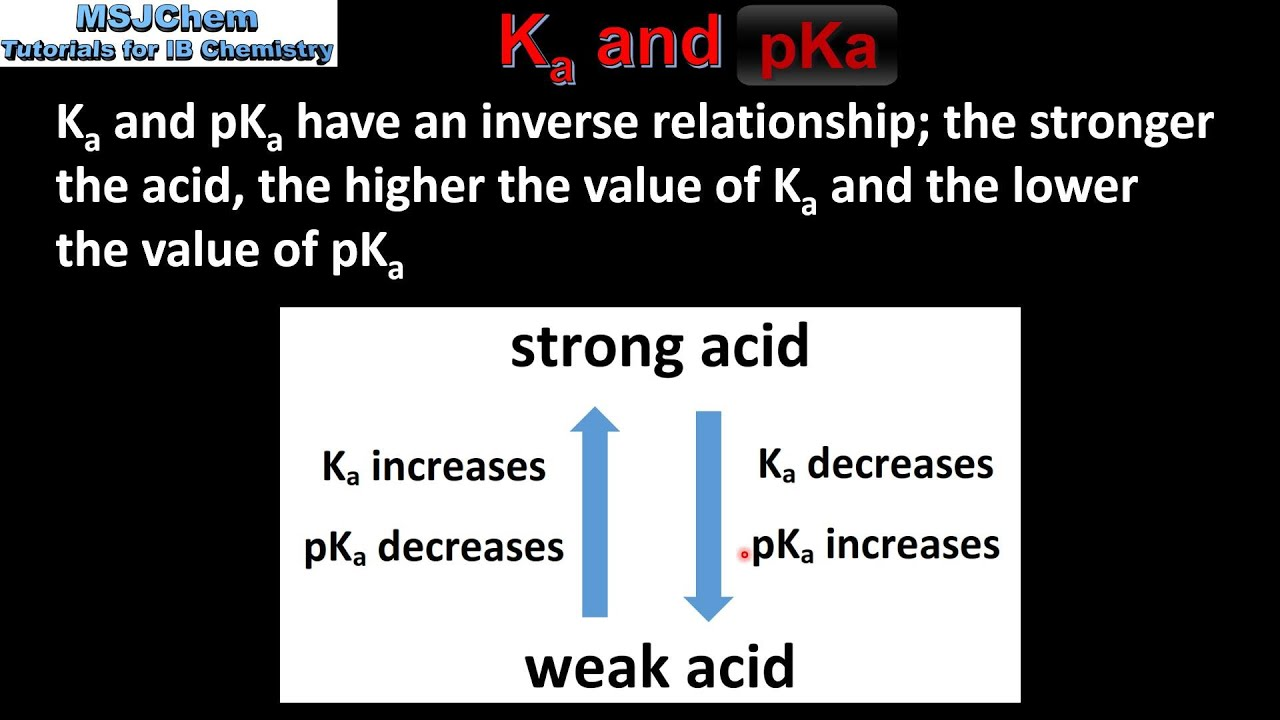 MSJChem
Tutorials for IB Chemistry
Ka and pKa
Ka and pKa have an inverse relationship; the stronger
the acid, the higher the value of Ka and the lower
the value of pKa
strong acid
Ka increases
pKa decreases
Ka decreases
pKa increases
weak acid